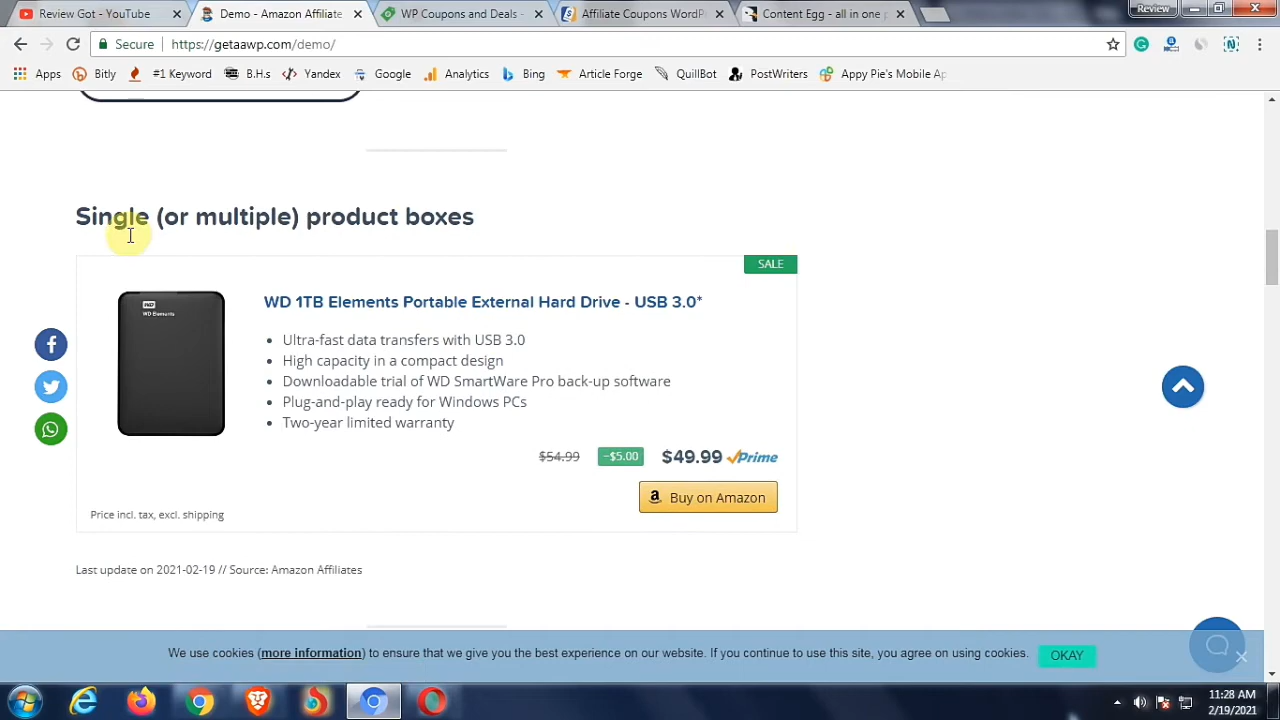 Review Got - YouTube
Demo - Amazon Affiliate
WP Coupons and Deals -
Affiliate Coupons WordP
Content Egg - all in one p
Review
Secure
https://getaawp.com/demo/
Apps
Bitly
#1 Keyword
B.H.s
Yandex
Google
Analytics
Bing
Article Forge
QuillBot
PostWriters
Appy Pie's Mobile Ap
Single (or multiple) product boxes
SALE
WD
WD Elements
WD 1TB Elements Portable External Hard Drive - USB 3.0*
Ultra-fast data transfers with USB 3.0
High capacity in a compact design
Downloadable trial of WD SmartWare Pro back-up software
Plug-and-play ready for Windows PCs
Two-year limited warranty
$54.99 −$5.00 $49.99 Prime
Buy on Amazon
Price incl. tax, excl. shipping
Last update on 2021-02-19 // Source: Amazon Affiliates
We use cookies (more information) to ensure that we give you the best experience on our website. If you continue to use this site, you agree on using cookies.
OKAY
11:28 AM
2/19/2021